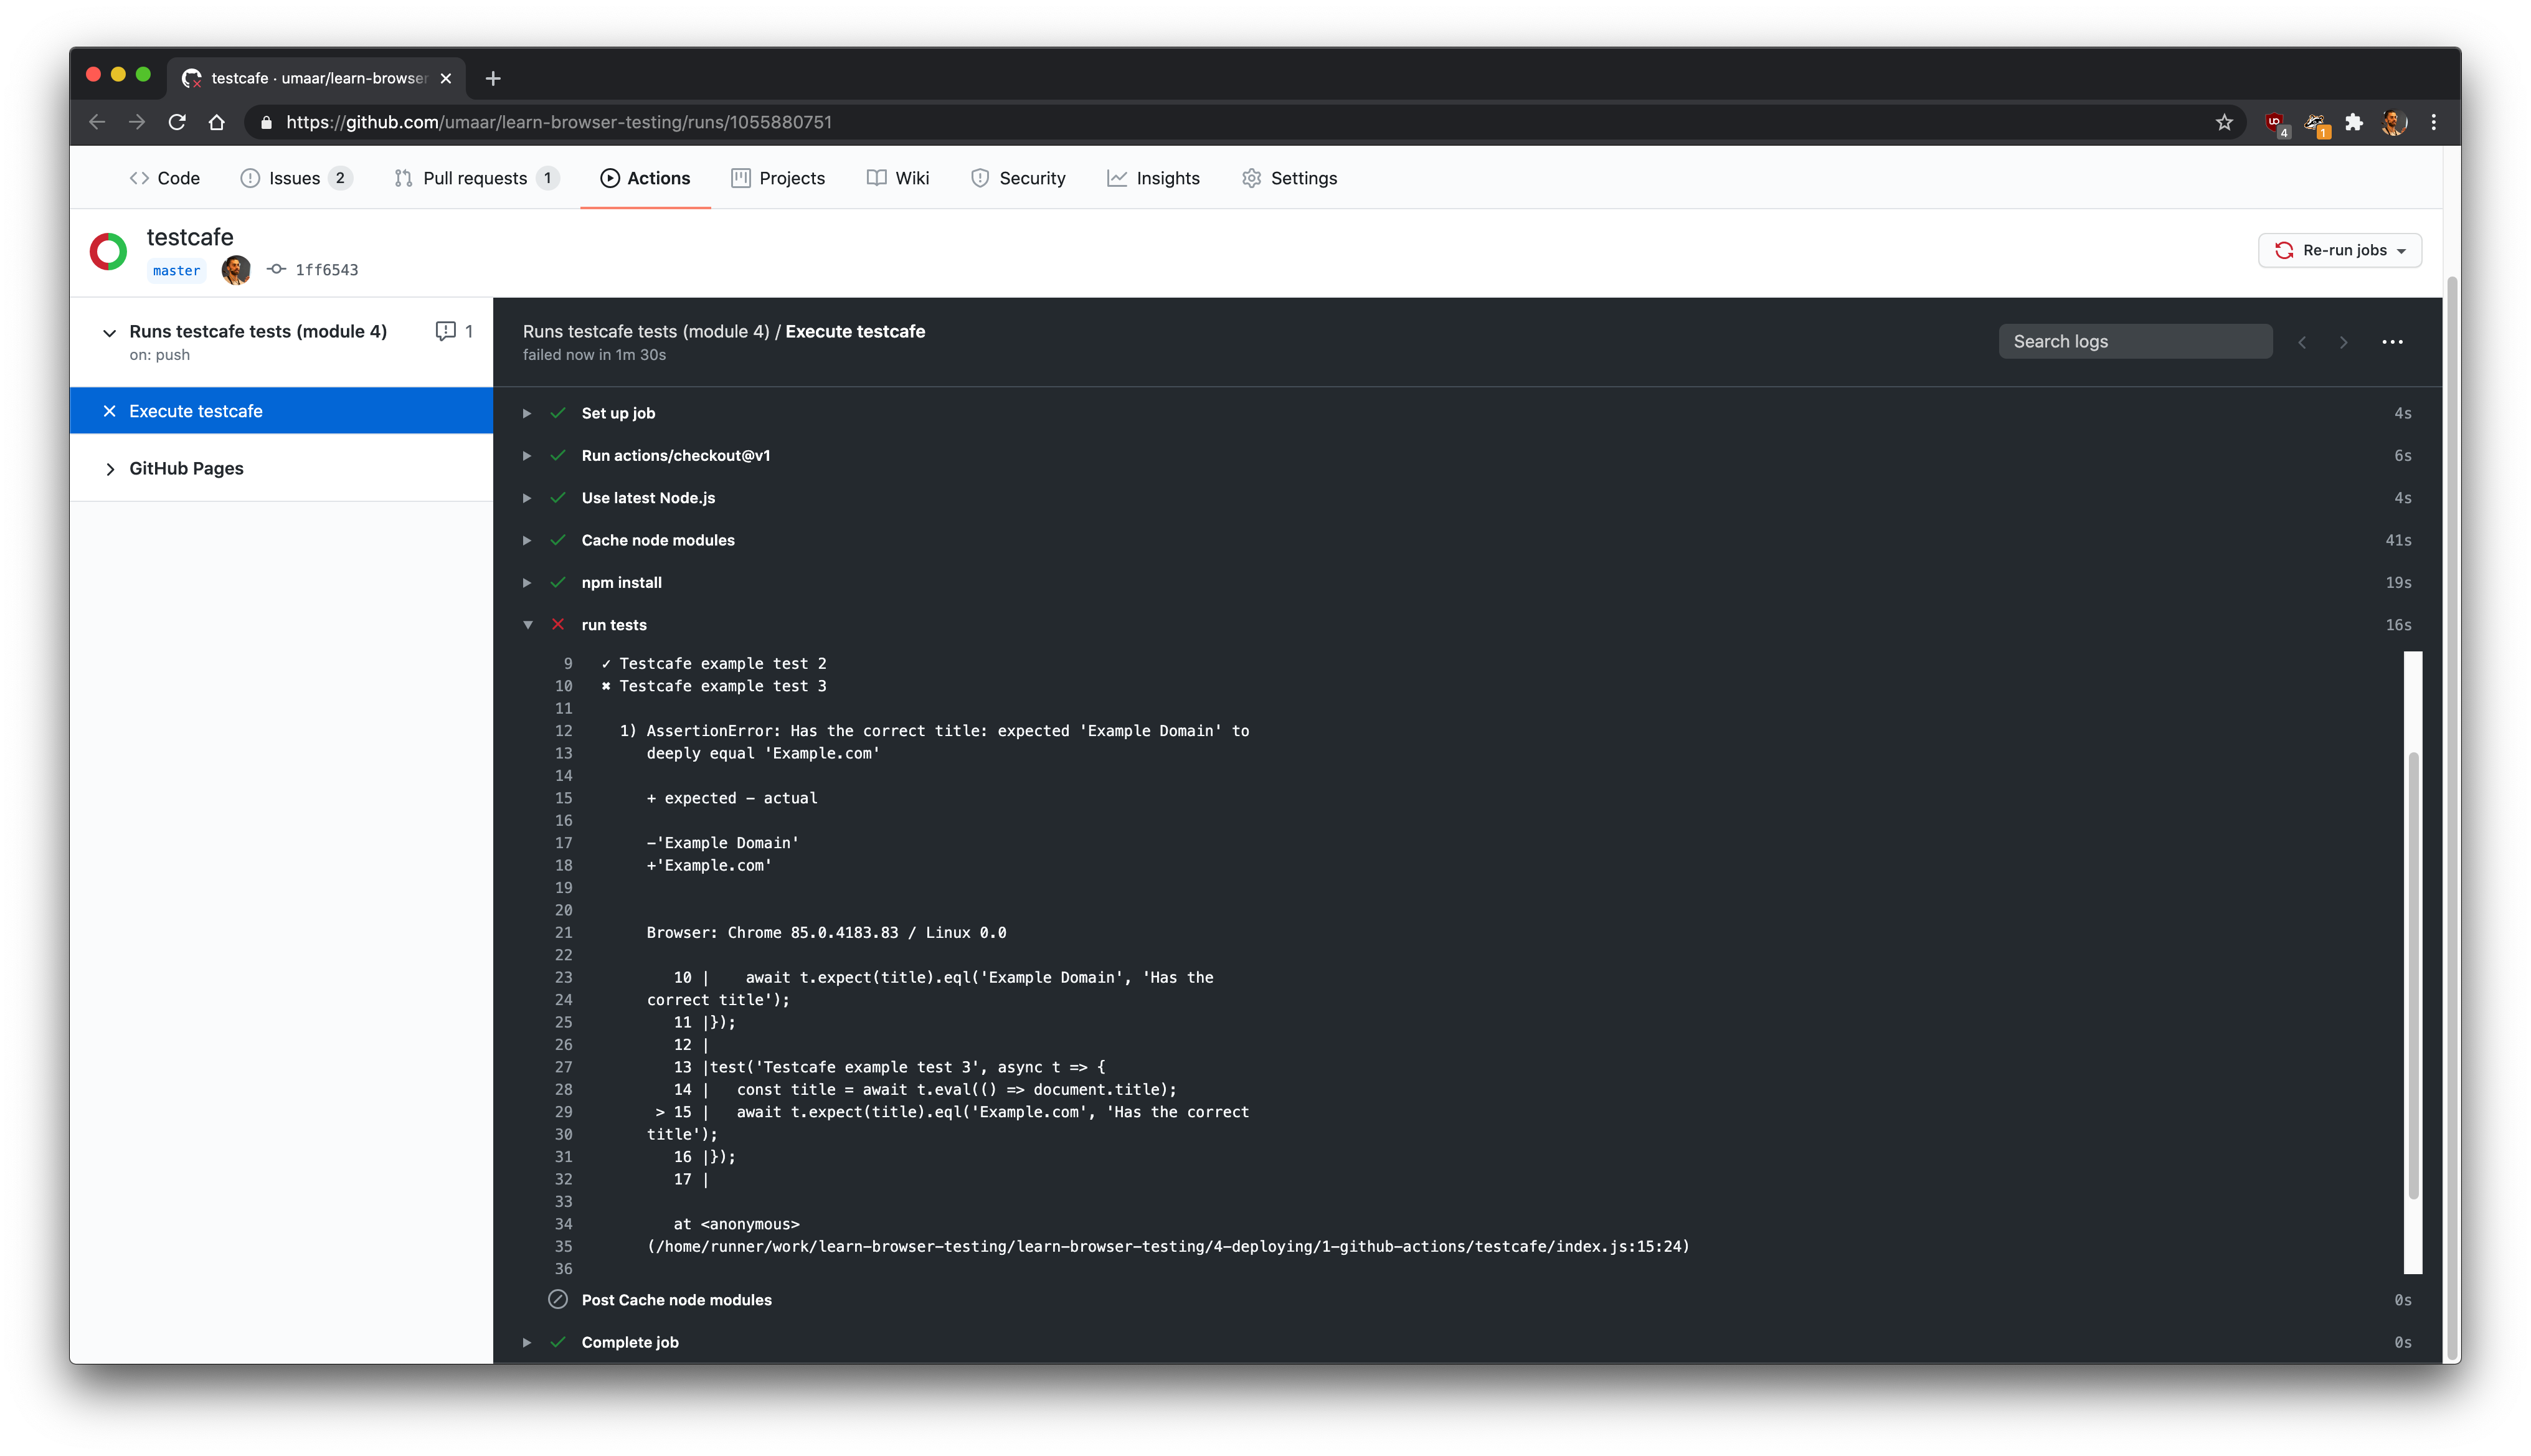 testcafe · umaar/learn-browser
https://github.com/umaar/learn-browser-testing/runs/1055880751
4
1
Code
Issues 2
Pull requests 1
Actions
Projects
Wiki
Security
Insights
Settings
testcafe
master 1ff6543
Re-run jobs
Runs testcafe tests (module 4) 1
on: push
Execute testcafe
GitHub Pages
Runs testcafe tests (module 4) / Execute testcafe
failed now in 1m 30s
Search logs
Set up job 4s
Run actions/checkout@v1 6s
Use latest Node.js 4s
Cache node modules 41s
npm install 19s
run tests 16s
9 ✓ Testcafe example test 2
10 ✖ Testcafe example test 3
11
12 1) AssertionError: Has the correct title: expected 'Example Domain' to
13 deeply equal 'Example.com'
14
15 + expected - actual
16
17 -'Example Domain'
18 +'Example.com'
19
20
21 Browser: Chrome 85.0.4183.83 / Linux 0.0
22
23 10 | await t.expect(title).eql('Example Domain', 'Has the
24 correct title');
25 11 |});
26 12 |
27 13 |test('Testcafe example test 3', async t => {
28 14 | const title = await t.eval(() => document.title);
29 > 15 | await t.expect(title).eql('Example.com', 'Has the correct
30 title');
31 16 |});
32 17 |
33
34 at <anonymous>
35 (/home/runner/work/learn-browser-testing/learn-browser-testing/4-deploying/1-github-actions/testcafe/index.js:15:24)
36
Post Cache node modules 0s
Complete job 0s